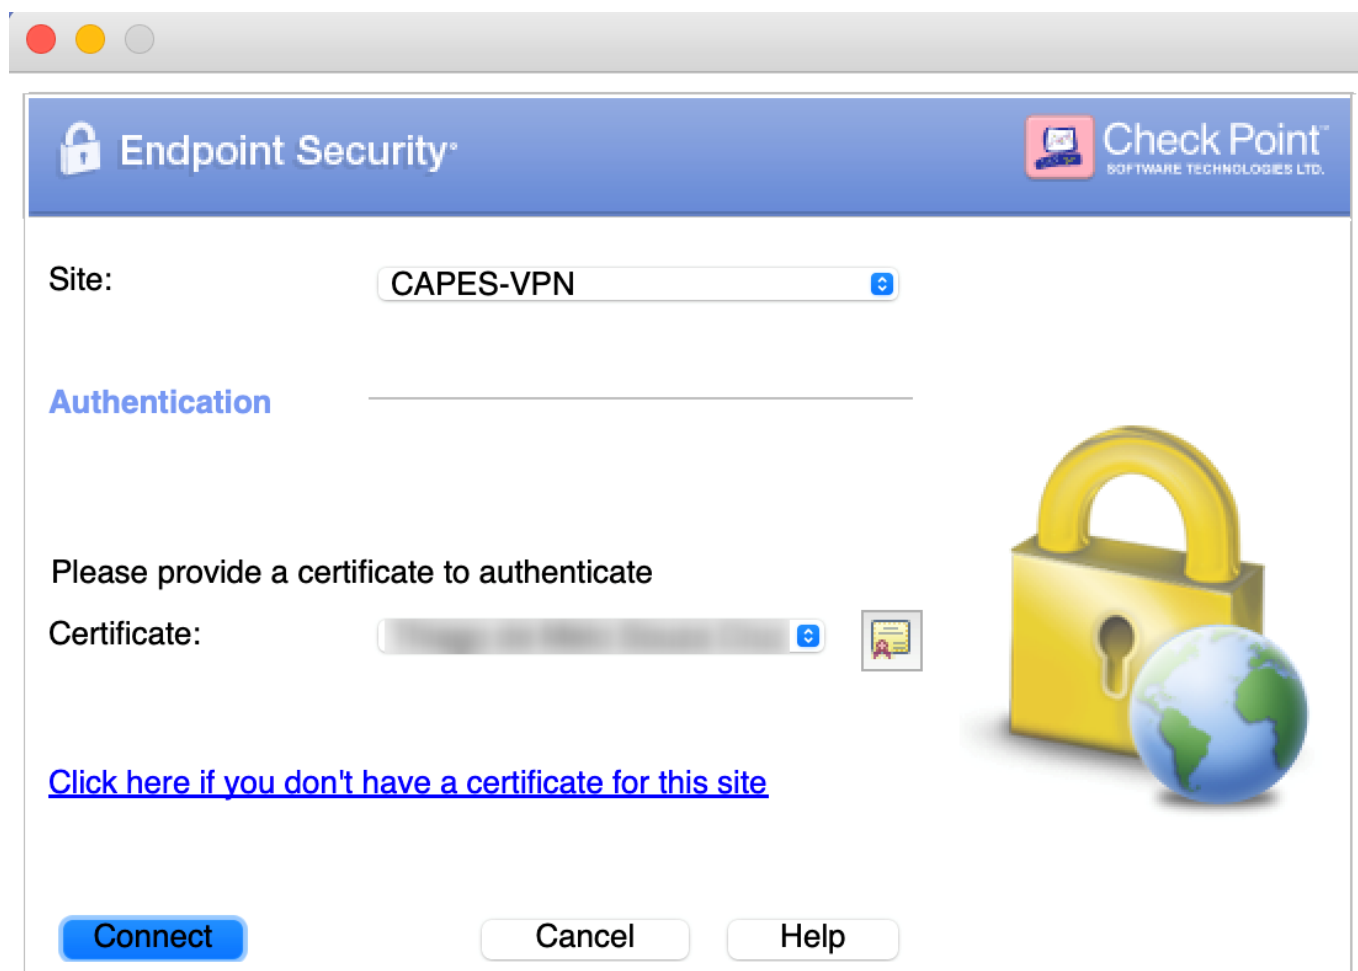 Endpoint Security®
Check Point™
SOFTWARE TECHNOLOGIES LTD.
Site:
CAPES-VPN
Authentication
Please provide a certificate to authenticate
Certificate:
Click here if you don't have a certificate for this site
Connect
Cancel
Help